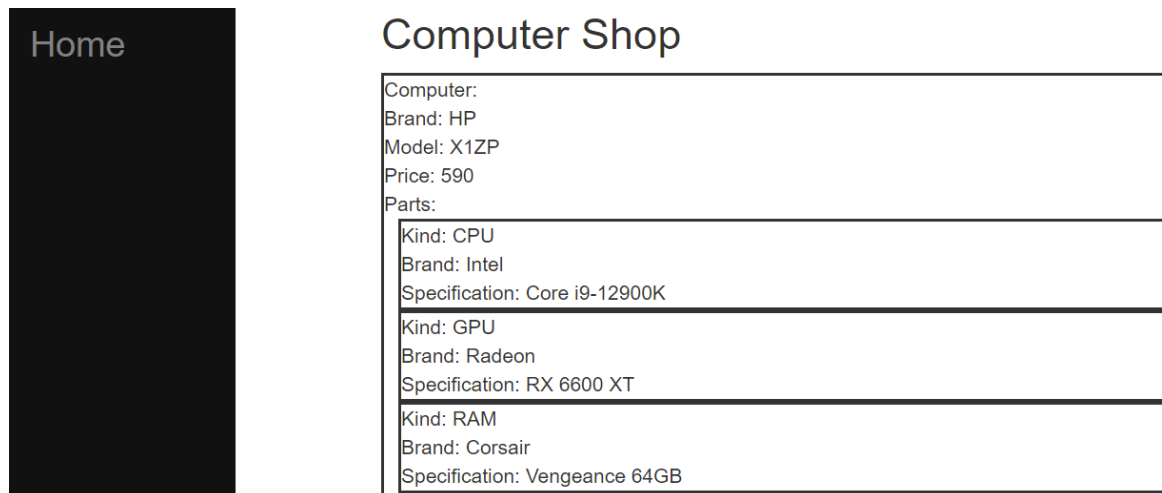 Home
Computer Shop
Computer:
Brand: HP
Model: X1ZP
Price: 590
Parts:
Kind: CPU
Brand: Intel
Specification: Core i9-12900K
Kind: GPU
Brand: Radeon
Specification: RX 6600 XT
Kind: RAM
Brand: Corsair
Specification: Vengeance 64GB